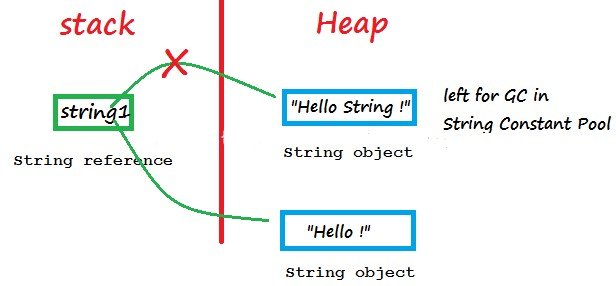 stack
Heap
string1
String reference
"Hello String !"
String object
left for GC in
String Constant Pool
"Hello !"
String object